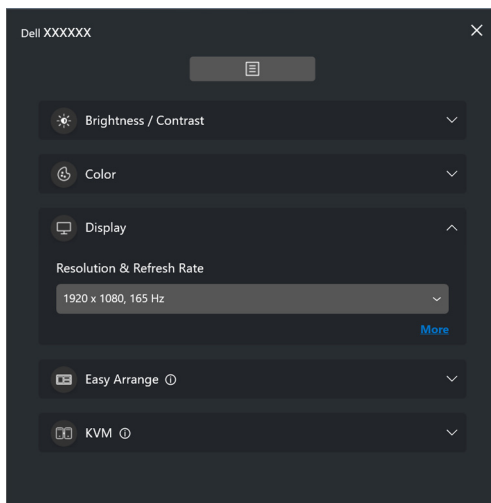 Dell XXXXXX
Brightness / Contrast
Color
Display
Resolution & Refresh Rate
1920 x 1080, 165 Hz
More
Easy Arrange
KVM